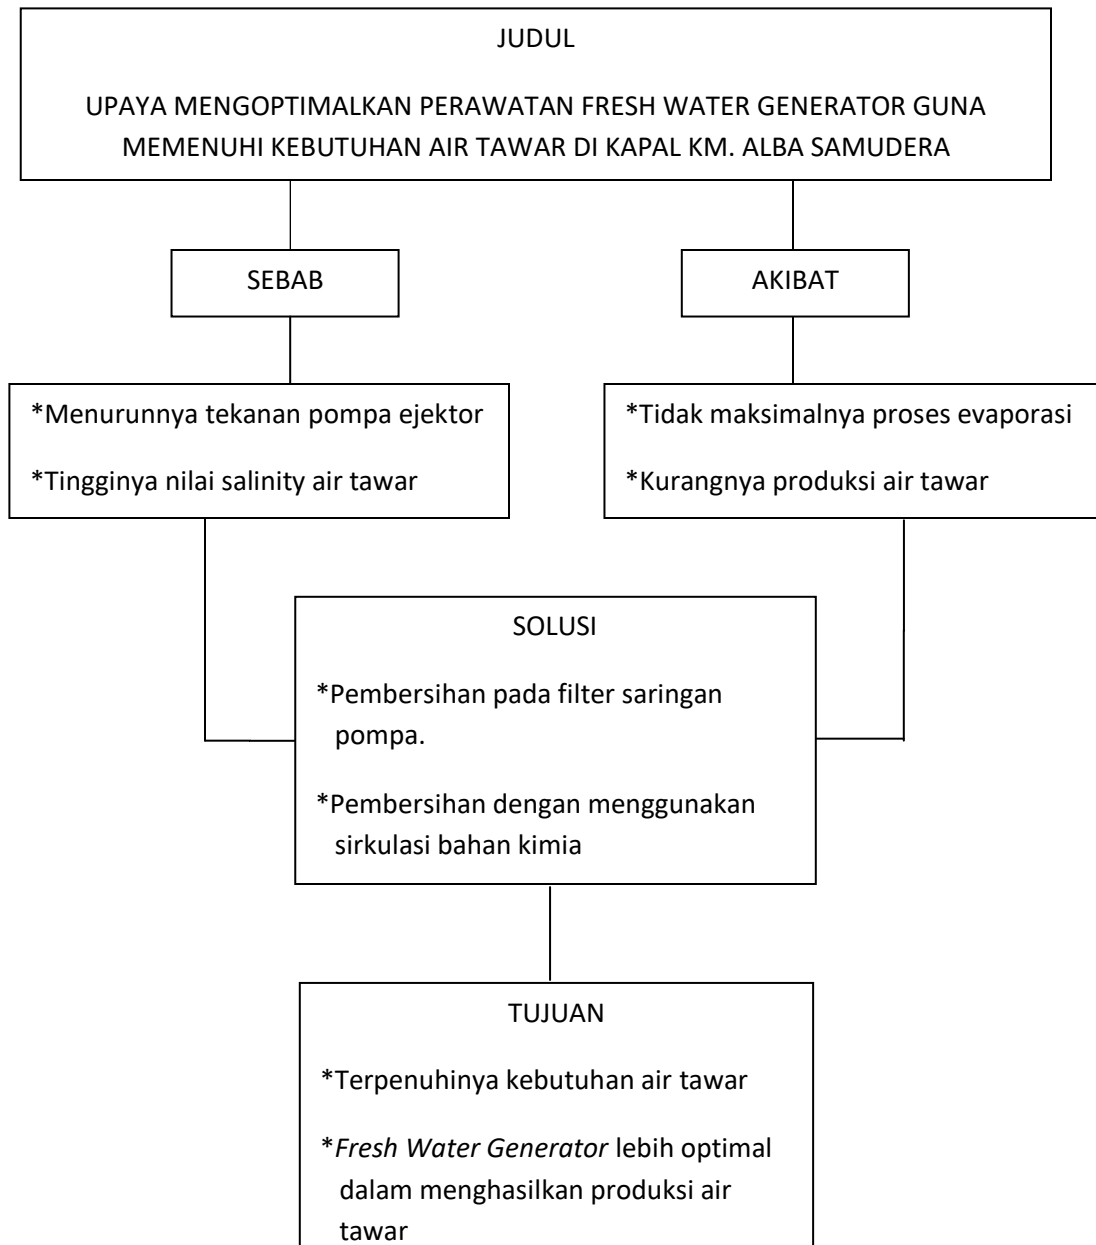 JUDUL
UPAYA MENGOPTIMALKAN PERAWATAN FRESH WATER GENERATOR GUNA
MEMENUHI KEBUTUHAN AIR TAWAR DI KAPAL KM. ALBA SAMUDERA
SEBAB
AKIBAT
*Menurunnya tekanan pompa ejektor
*Tingginya nilai salinity air tawar
*Tidak maksimalnya proses evaporasi
*Kurangnya produksi air tawar
SOLUSI
*Pembersihan pada filter saringan
pompa.
*Pembersihan dengan menggunakan
sirkulasi bahan kimia
TUJUAN
*Terpenuhinya kebutuhan air tawar
*Fresh Water Generator lebih optimal
dalam menghasilkan produksi air
tawar